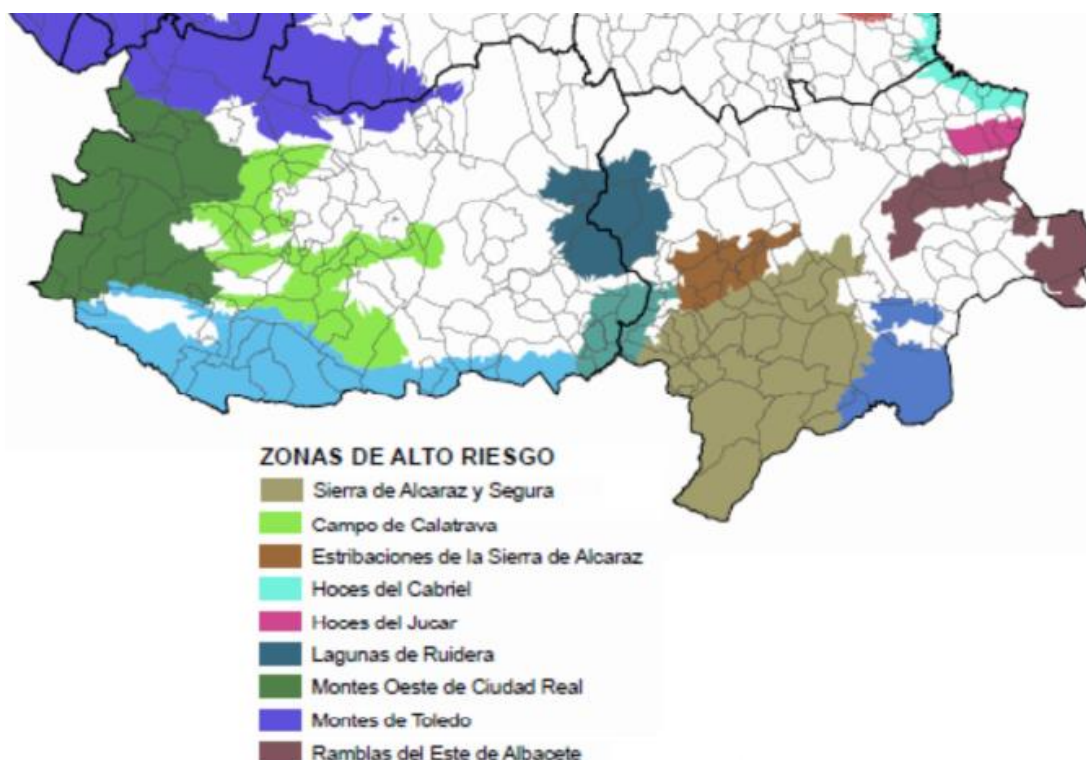 ZONAS DE ALTO RIESGO
Sierra de Alcaraz y Segura
Campo de Calatrava
Estribaciones de la Sierra de Alcaraz
Hoces del Cabriel
Hoces del Jucar
Lagunas de Ruidera
Montes Oeste de Ciudad Real
Montes de Toledo
Ramblas del Este de Albacete